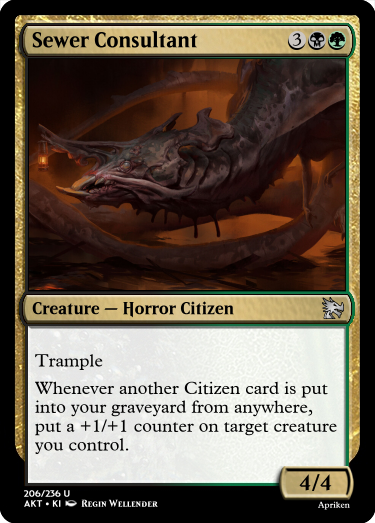 Sewer Consultant 3
Creature — Horror Citizen
Trample
Whenever another Citizen card is put
into your graveyard from anywhere,
put a +1/+1 counter on target creature
you control.
4/4
206/236 U
AKT • KI Regin Wellender
Apriken